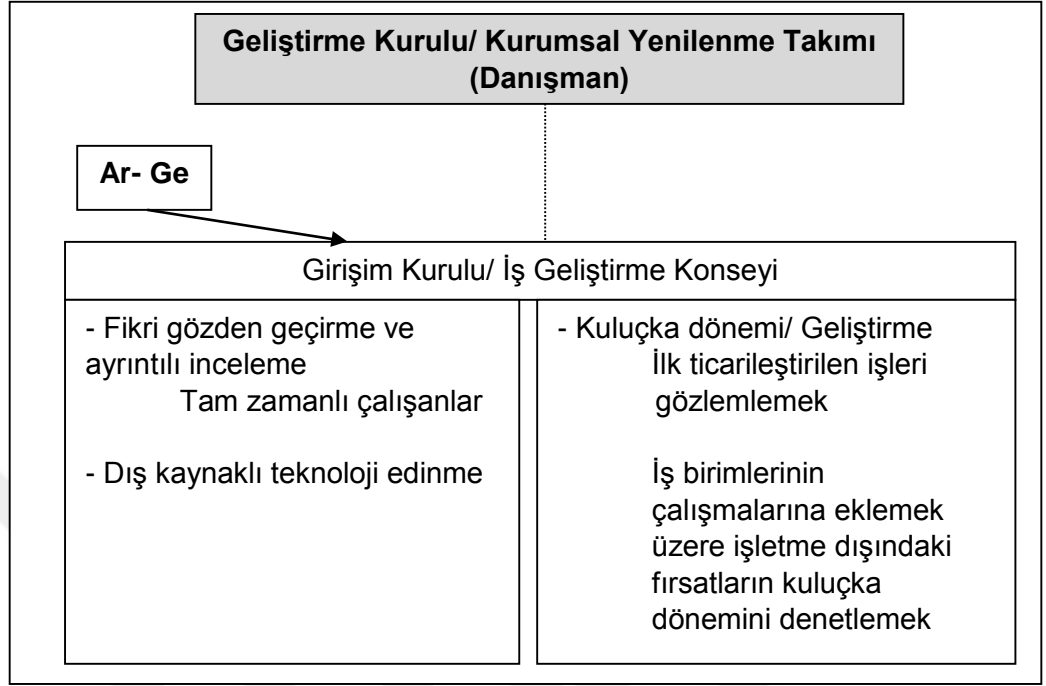 Geliştirme Kurulu/ Kurumsal Yenilenme Takımı
(Danışman)
Ar- Ge
Girişim Kurulu/ İş Geliştirme Konseyi
- Fikri gözden geçirme ve
ayrıntılı inceleme
Tam zamanlı çalışanlar
- Dış kaynaklı teknoloji edinme
- Kuluçka dönemi/ Geliştirme
İlk ticarileştirilen işleri
gözlemlemek
İş birimlerinin
çalışmalarına eklemek
üzere işletme dışındaki
fırsatların kuluçka
dönemini denetlemek